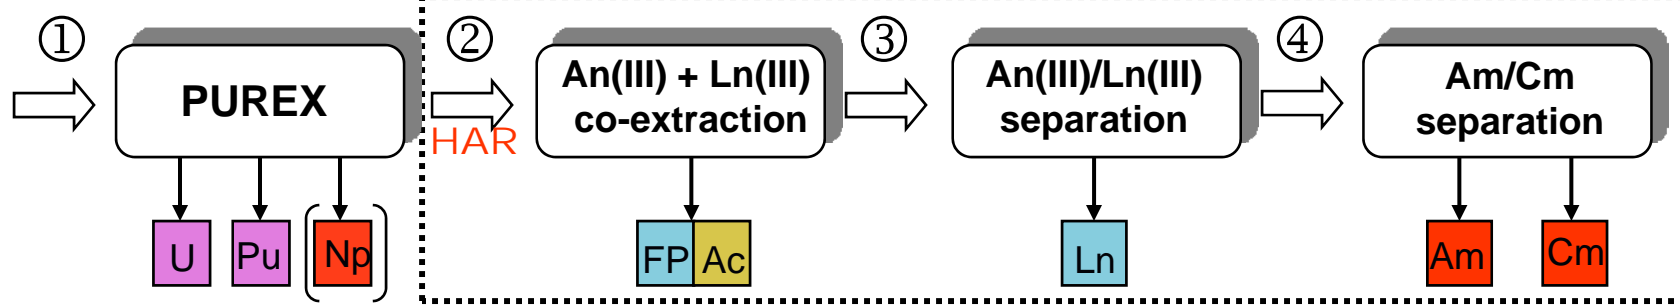 ①
②
③
④
PUREX
HAR
An(III) + Ln(III)
co-extraction
An(III)/Ln(III)
separation
Am/Cm
separation
U
Pu
(Np)
FP
Ac
Ln
Am
Cm